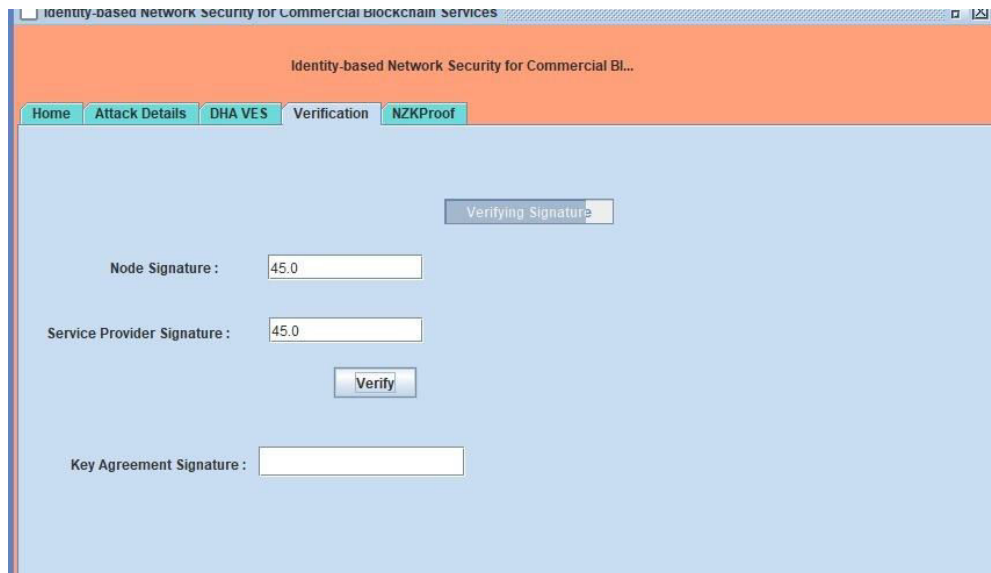 Identity-based Network Security for Commercial Blockchain Services
Identity-based Network Security for Commercial Bl...
Home Attack Details DHA VES Verification NZKProof
Verifying Signature
Node Signature : 45.0
Service Provider Signature : 45.0
Verify
Key Agreement Signature :